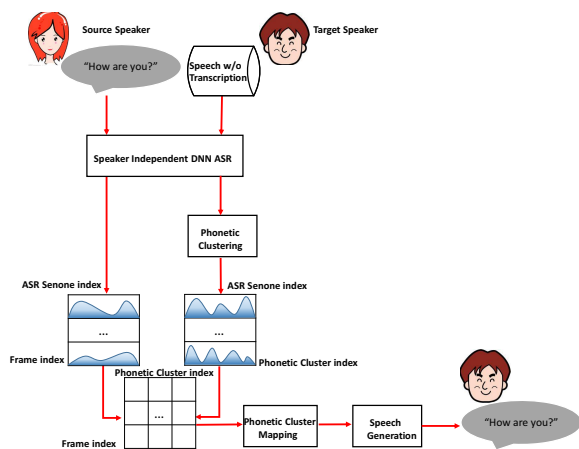 Source Speaker
Target Speaker
“How are you?”
Speech w/o
Transcription
Speaker Independent DNN ASR
Phonetic
Clustering
ASR Senone index
ASR Senone index
...
...
Frame index
Phonetic Cluster index
Phonetic Cluster index
...
Frame index
Phonetic Cluster
Mapping
Speech
Generation
“How are you?”